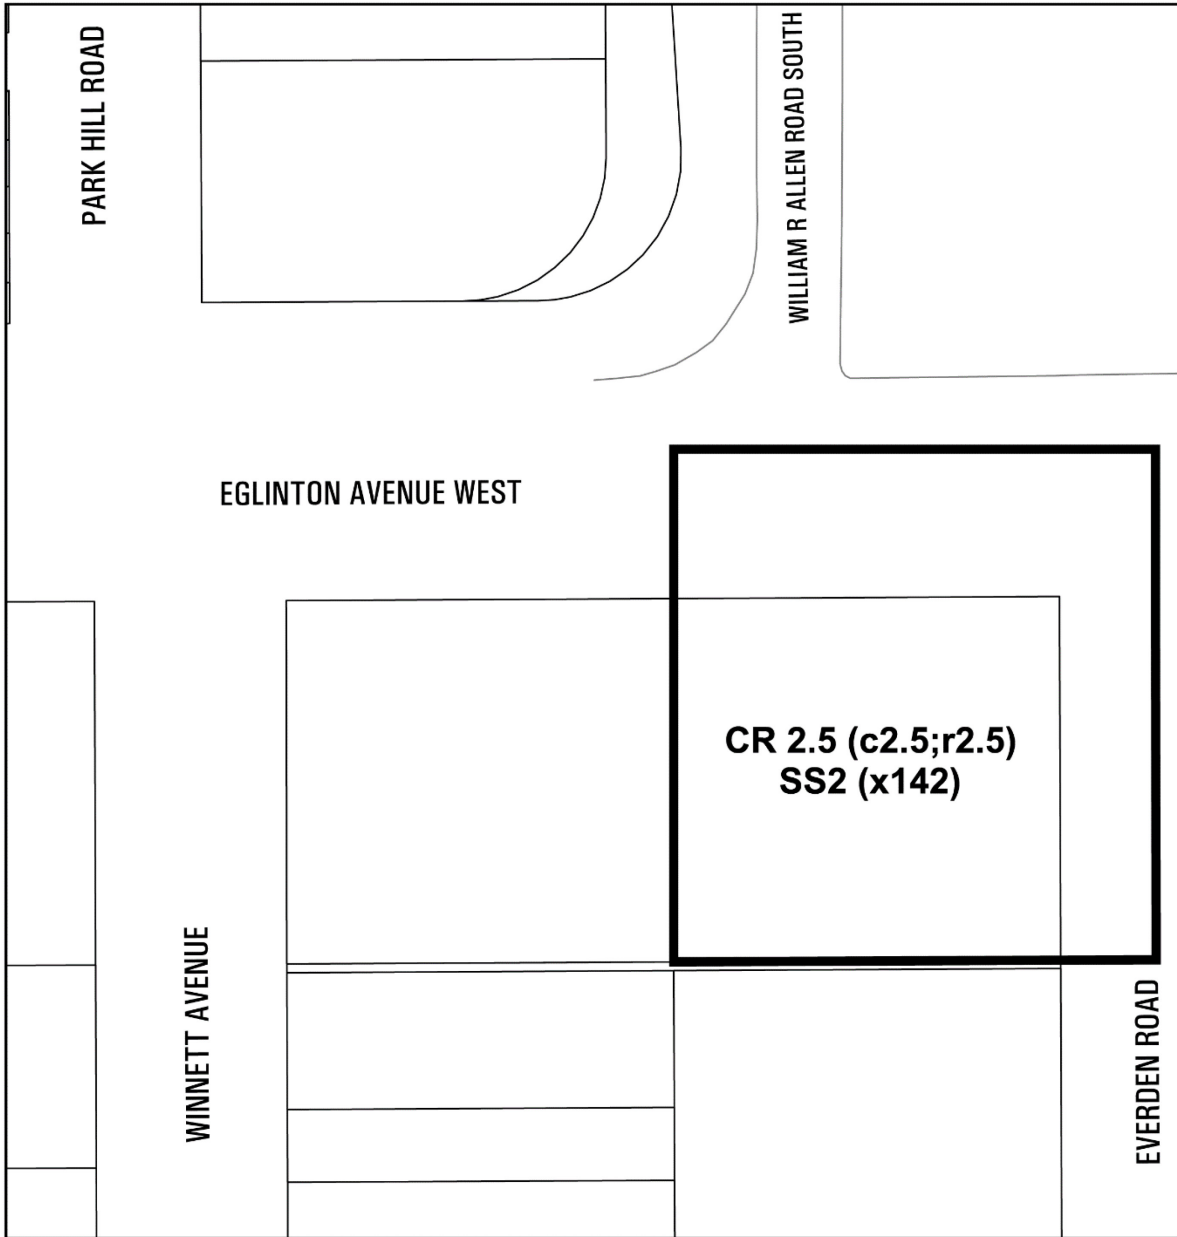 PARK HILL ROAD
WILLIAM R ALLEN ROAD SOUTH
EGLINTON AVENUE WEST
CR 2.5 (c2.5;r2.5)
SS2 (x142)
WINNETT AVENUE
EVERDEN ROAD